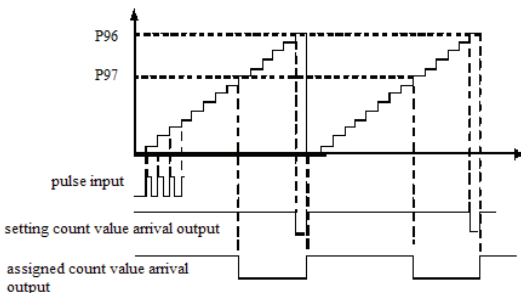 P96
P97
pulse input
setting count value arrival output
assigned count value arrival
output